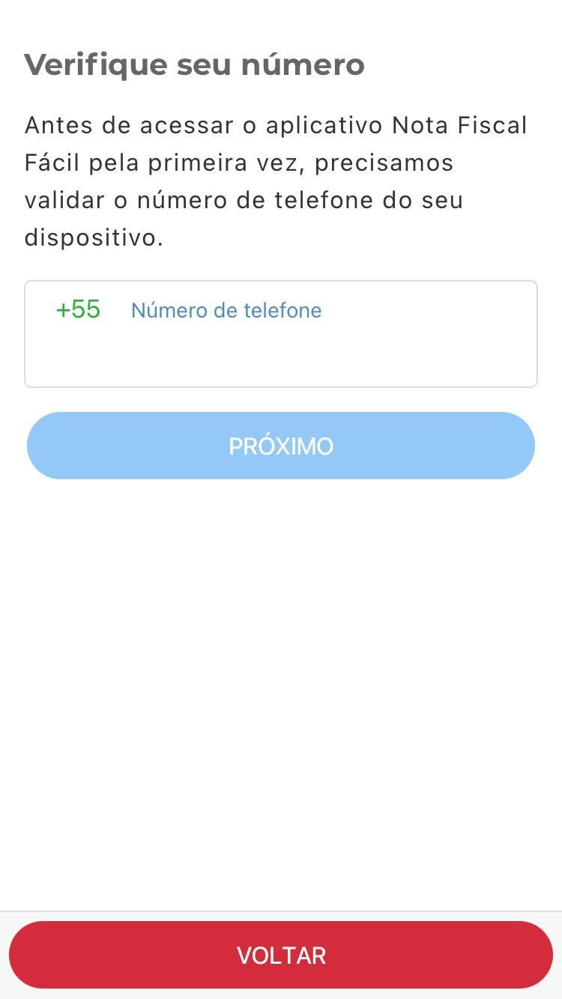 Verifique seu número
Antes de acessar o aplicativo Nota Fiscal
Fácil pela primeira vez, precisamos
validar o número de telefone do seu
dispositivo.
+55 Número de telefone
PRÓXIMO
VOLTAR